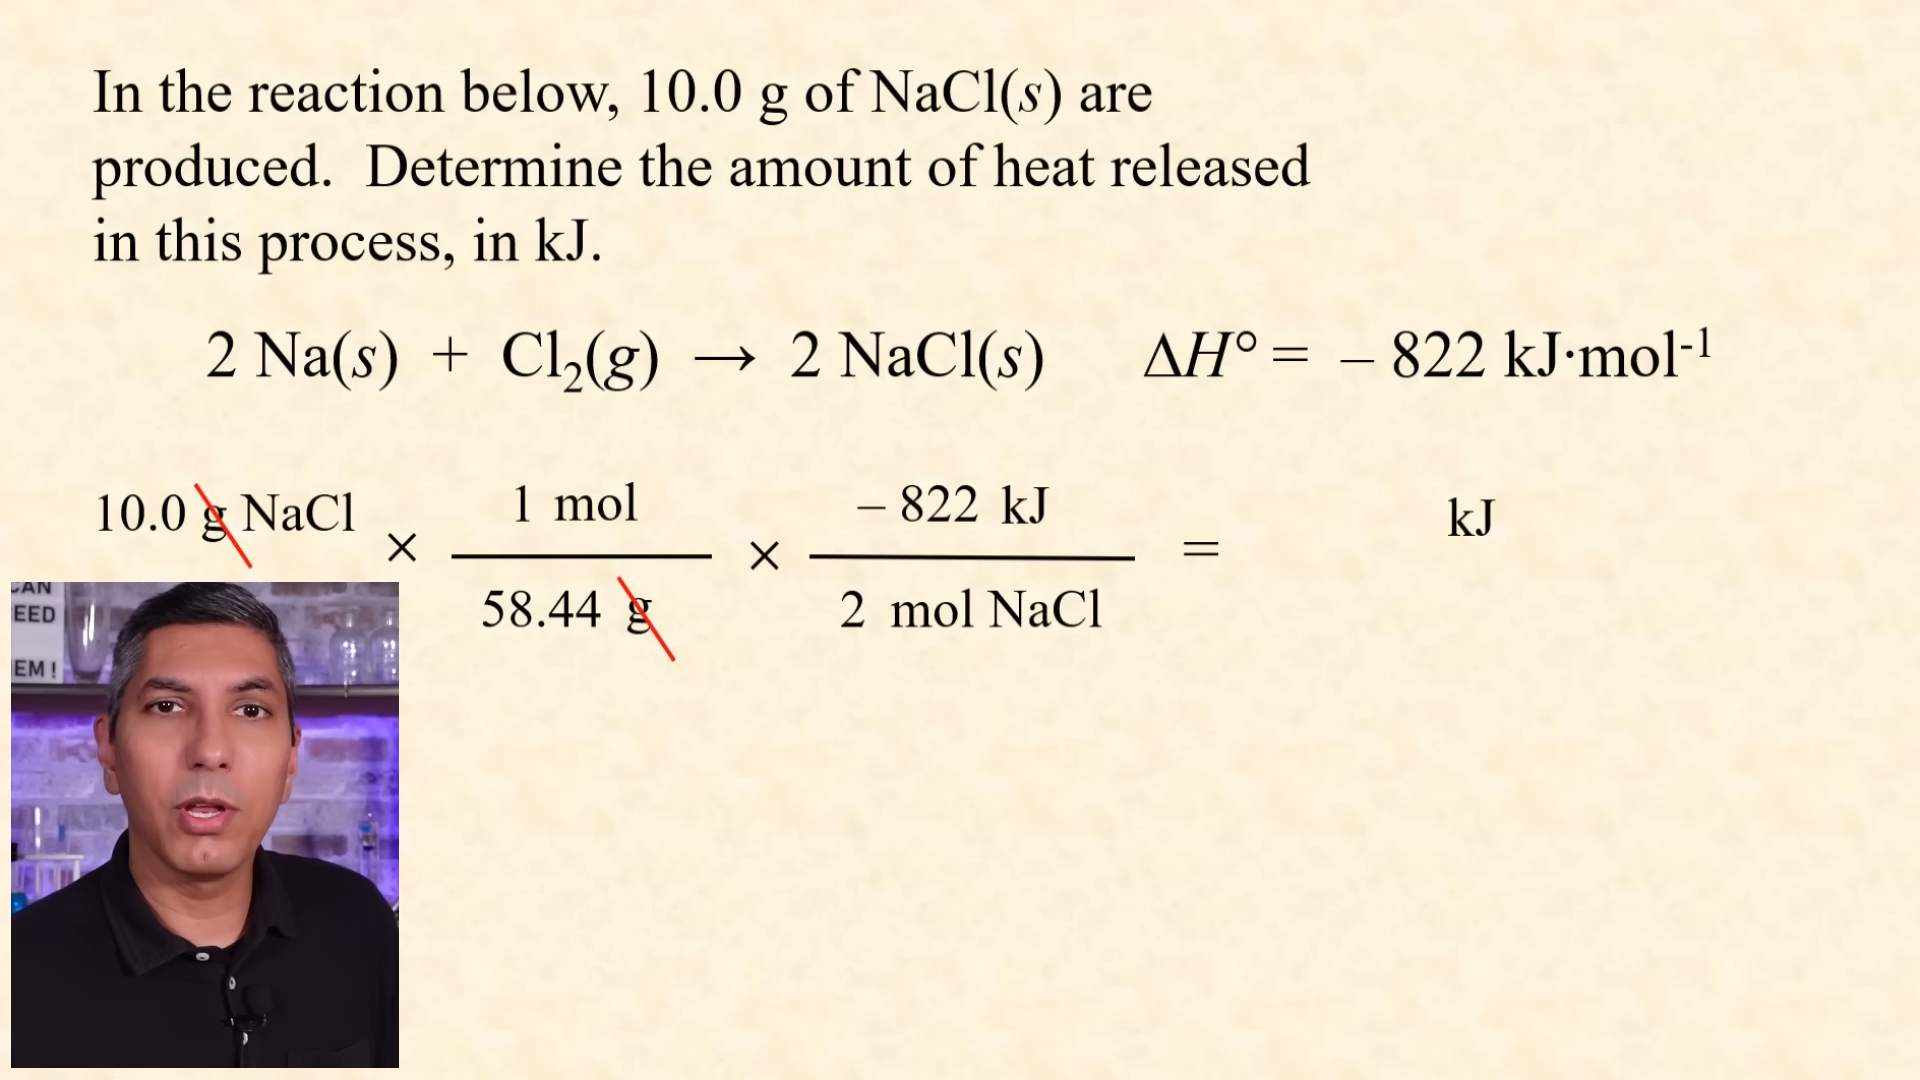 In the reaction below, 10.0 g of NaCl(s) are
produced. Determine the amount of heat released
in this process, in kJ.
2 Na(s) + Cl₂(g) → 2 NaCl(s) ΔH° = – 822 kJ·mol⁻¹
10.0 g NaCl × 1 mol × – 822 kJ = kJ
58.44 g 2 mol NaCl
EED
EM!